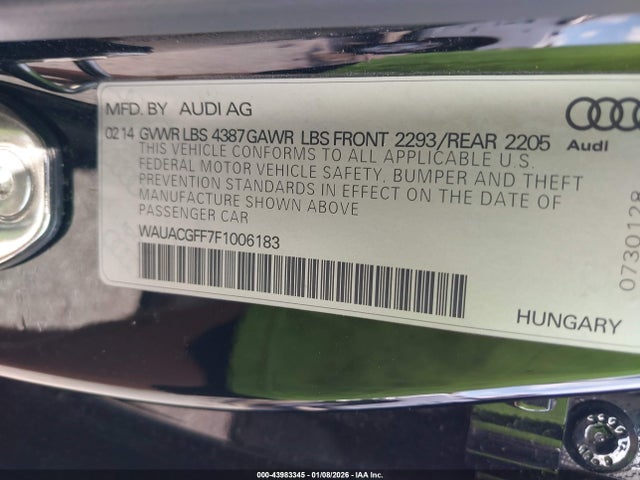 MFD. BY AUDI AG
0214 GVWR LBS 4387 GAWR LBS FRONT 2293/REAR 2205
Audi
THIS VEHICLE CONFORMS TO ALL APPLICABLE U.S.
FEDERAL MOTOR VEHICLE SAFETY, BUMPER AND THEFT
PREVENTION STANDARDS IN EFFECT ON THE DATE OF
MANUFACTURE SHOWN ABOVE
PASSENGER CAR
WAUACGFF7F1006183
0730128
HUNGARY
000-43983345 - 01/08/2026 - IAA Inc.